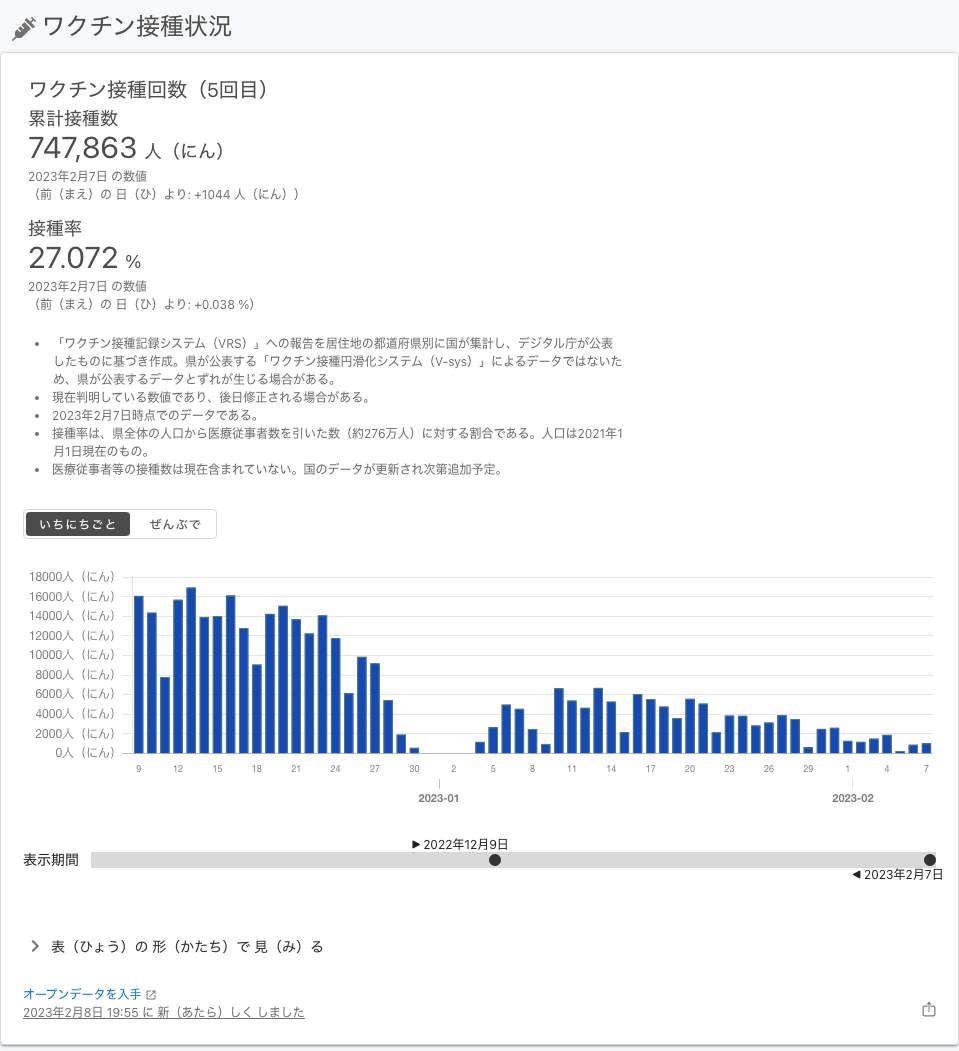 ワクチン接種状況
ワクチン接種回数（5回目）
累計接種数
747,863 人（にん）
2023年2月7日 の数値
（前（まえ）の 日（ひ）より: +1044 人（にん））
接種率
27.072 %
2023年2月7日 の数値
（前（まえ）の 日（ひ）より: +0.038 %）
• 「ワクチン接種記録システム（VRS）」への報告を居住地の都道府県別に国が集計し、デジタル庁が公表
したものに基づき作成。県が公表する「ワクチン接種円滑化システム（V-sys）」によるデータではないた
め、県が公表するデータとずれが生じる場合がある。
• 現在判明している数値であり、後日修正される場合がある。
• 2023年2月7日時点でのデータである。
• 接種率は、県全体の人口から医療従事者数を引いた数（約276万人）に対する割合である。人口は2021年1
月1日現在のもの。
• 医療従事者等の接種数は現在含まれていない。国のデータが更新され次第追加予定。
いちにちごと ぜんぶで
18000人（にん）
16000人（にん）
14000人（にん）
12000人（にん）
10000人（にん）
8000人（にん）
6000人（にん）
4000人（にん）
2000人（にん）
0人（にん）
9 12 15 18 21 24 27 30 2 5 8 11 14 17 20 23 26 29 1 4 7
2023-01 2023-02
▶ 2022年12月9日
表示期間
◀ 2023年2月7日
表（ひょう）の 形（かたち）で 見（み）る
オープンデータを入手
2023年2月8日 19:55 に 新（あたら）しく しました